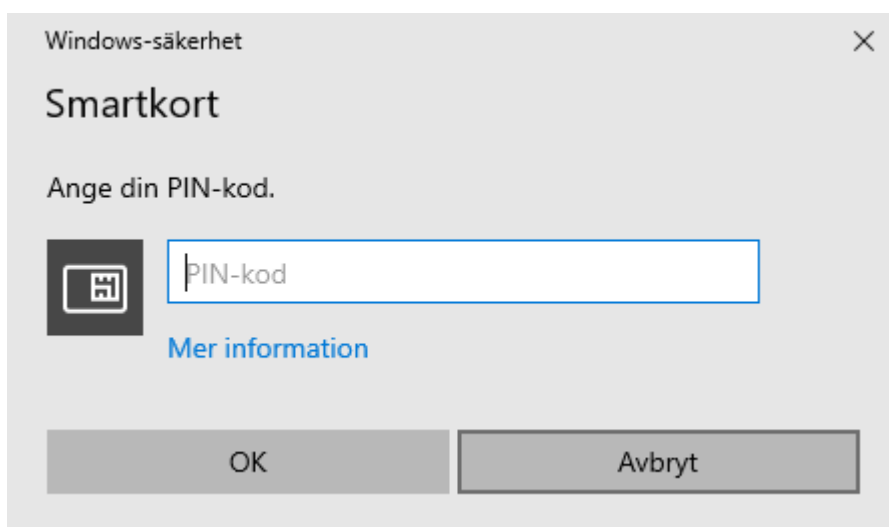 Windows-säkerhet
Smartkort
Ange din PIN-kod.
PIN-kod
Mer information
OK
Avbryt